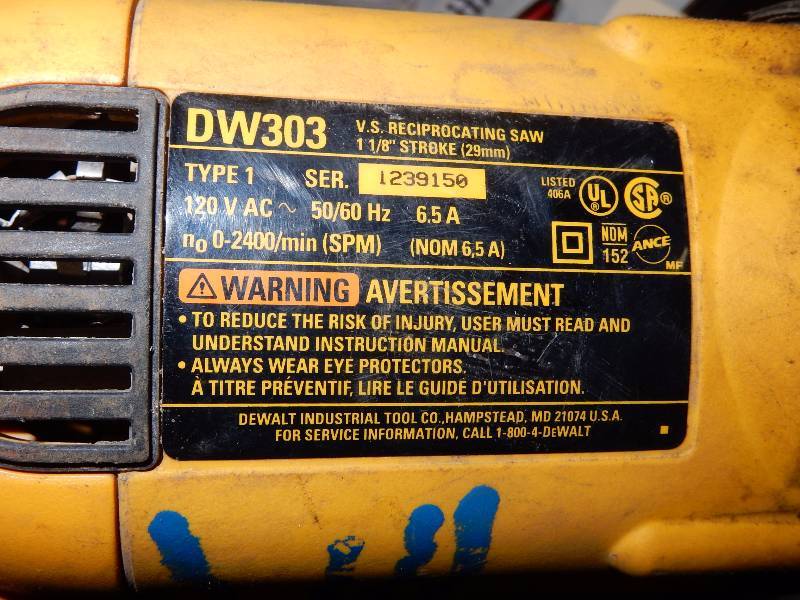 DW303 V.S. RECIPROCATING SAW
1 1/8" STROKE (29mm)
TYPE 1 SER. 1239150
LISTED
406A
UL
®
SA
®
120 V AC ~ 50/60 Hz 6.5 A
n₀ 0-2400/min (SPM) (NOM 6,5 A)
NOM
152
ANCE
MF
⚠WARNING AVERTISSEMENT
• TO REDUCE THE RISK OF INJURY, USER MUST READ AND
UNDERSTAND INSTRUCTION MANUAL.
• ALWAYS WEAR EYE PROTECTORS.
À TITRE PRÉVENTIF, LIRE LE GUIDE D'UTILISATION.
DEWALT INDUSTRIAL TOOL CO., HAMPSTEAD, MD 21074 U.S.A.
FOR SERVICE INFORMATION, CALL 1-800-4-DEWALT